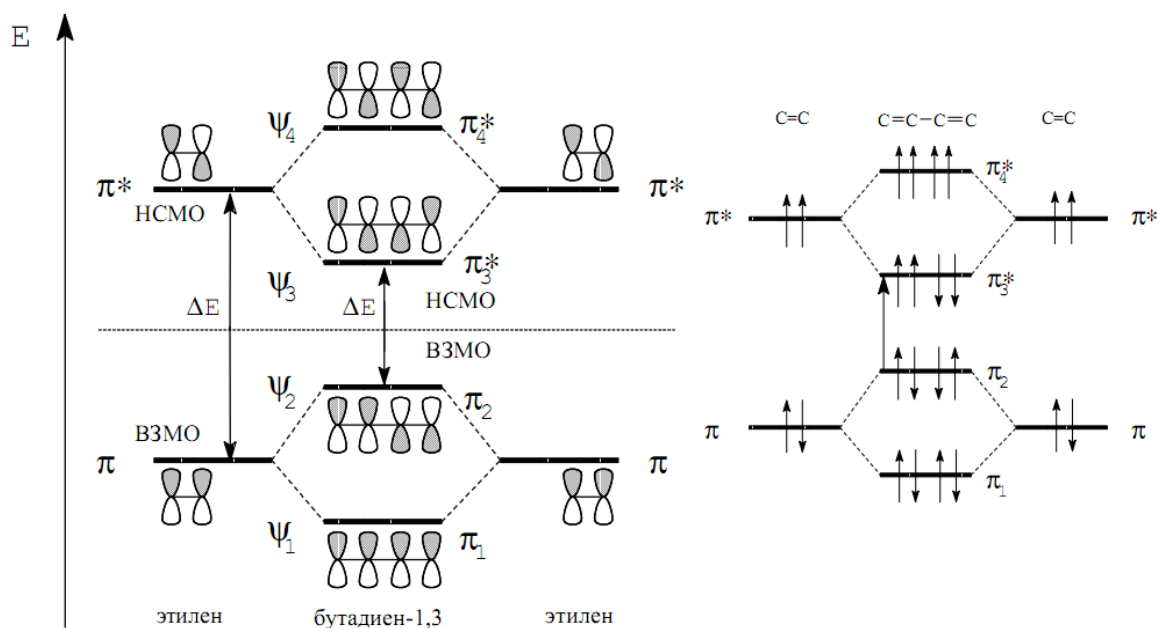 E
C=C
C=C-C=C
C=C
ψ4
π4*
π4*
π*
π*
π*
π*
НСМО
ψ3
π3*
π3*
НСМО
ΔE
ΔE
ВЗМО
ψ2
π2
π2
ВЗМО
π
π
π
π
ψ1
π1
π1
этилен
бутадиен-1,3
этилен